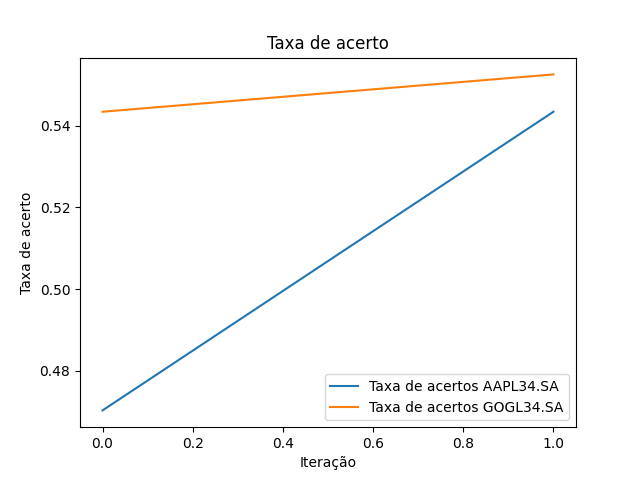 Taxa de acerto
Taxa de acerto
0.54
0.52
0.50
0.48
Taxa de acertos AAPL34.SA
Taxa de acertos GOGL34.SA
0.0 0.2 0.4 0.6 0.8 1.0
Iteração